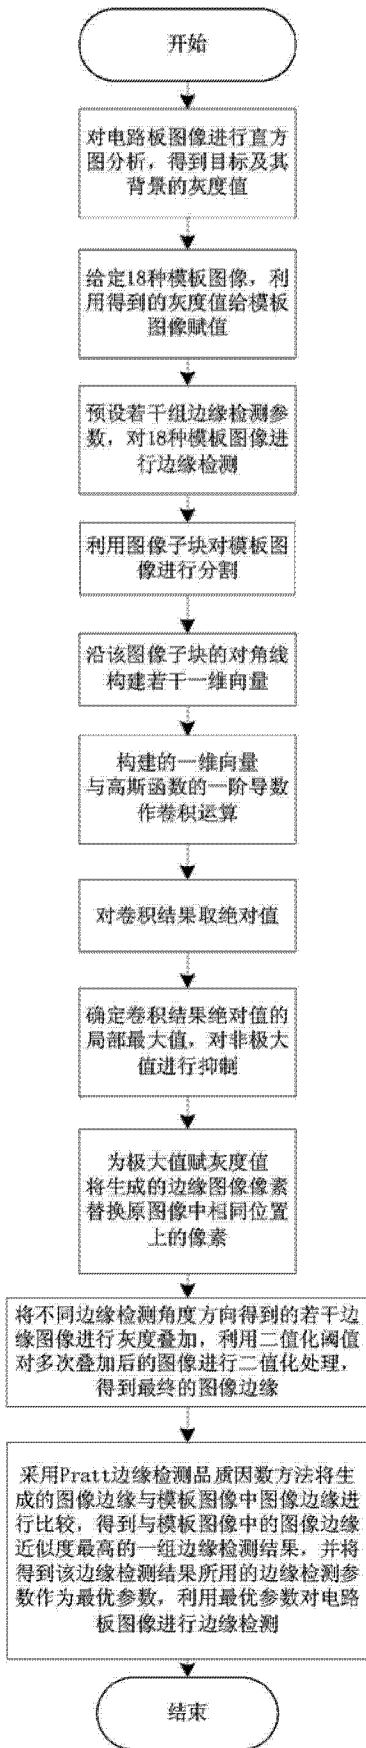 开始
对电路板图像进行直方
图分析，得到目标及其
背景的灰度值
给定18种模板图像，利
用得到的灰度值给模板
图像赋值
预设若干组边缘检测参
数，对18种模板图像进
行边缘检测
利用图像子块对模板图
像进行分割
沿该图像子块的对角线
构建若干一维向量
构建的一维向量
与高斯函数的一阶导数
作卷积运算
对卷积结果取绝对值
确定卷积结果绝对值的
局部最大值，对非极大
值进行抑制
为极大值赋灰度值
将生成的边缘图像像素
替换原图像中相同位置
上的像素
将不同边缘检测角度方向得到的若干边
缘图像进行灰度叠加，利用二值化阈值
对多次叠加后的图像进行二值化处理，
得到最终的图像边缘
采用Pratt边缘检测品质因数方法将生
成的图像边缘与模板图像中图像边缘进
行比较，得到与模板图像中的图像边缘
近似度最高的一组边缘检测结果，并将
得到该边缘检测结果所用的边缘检测参
数作为最优参数，利用最优参数对电路
板图像进行边缘检测
结束